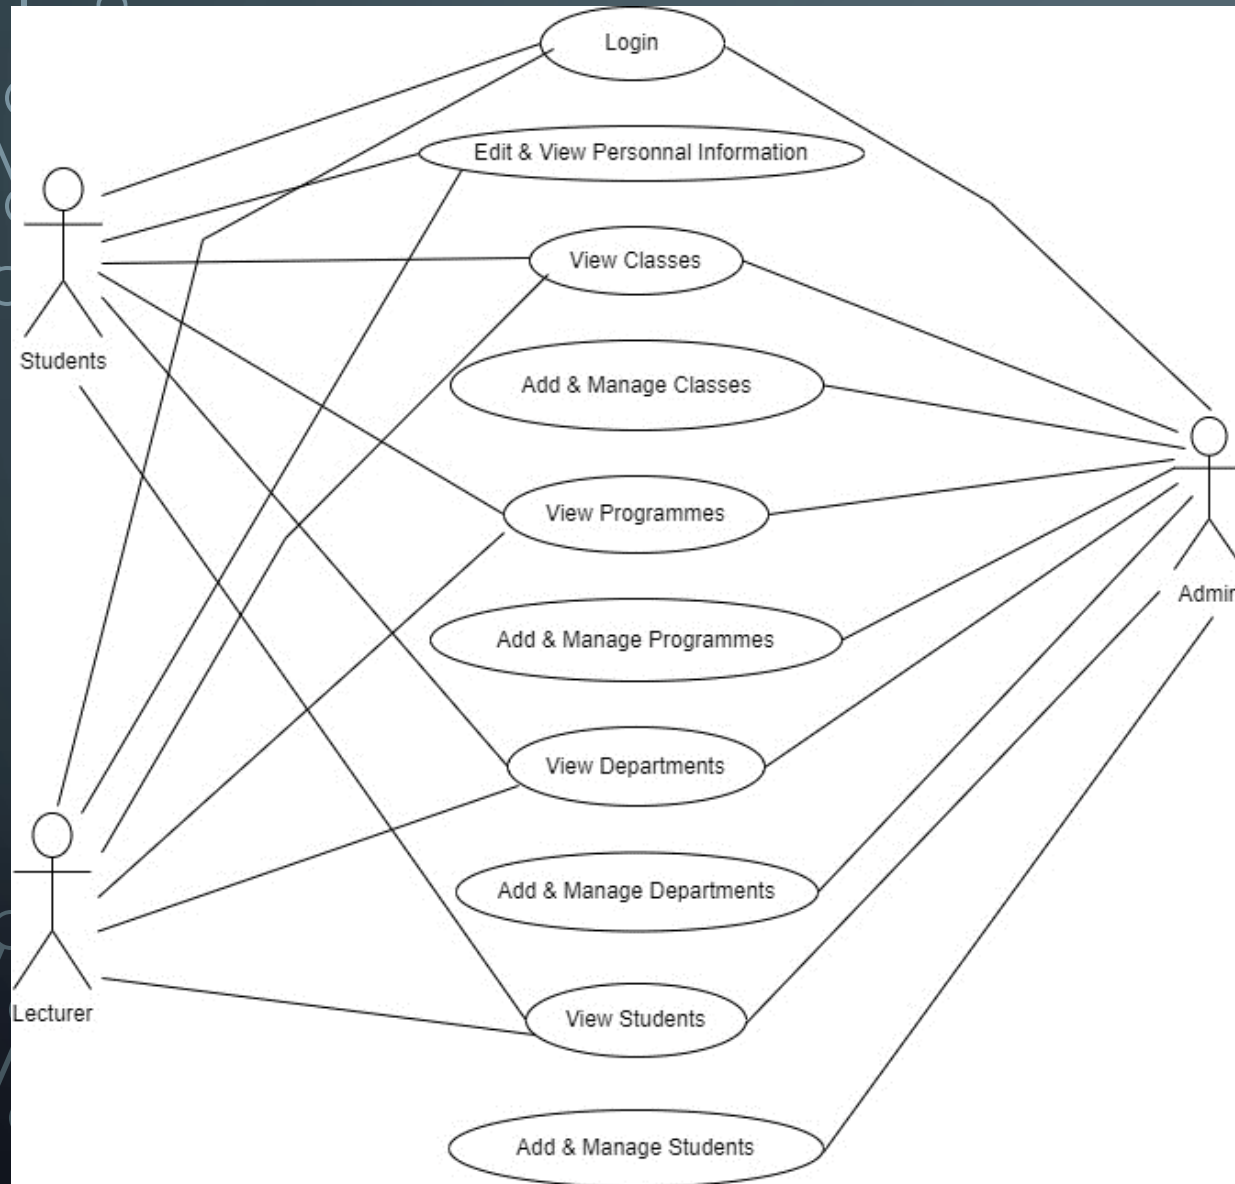 Login
Edit & View Personnal Information
View Classes
Students
Add & Manage Classes
View Programmes
Admin
Add & Manage Programmes
View Departments
Add & Manage Departments
Lecturer
View Students
Add & Manage Students